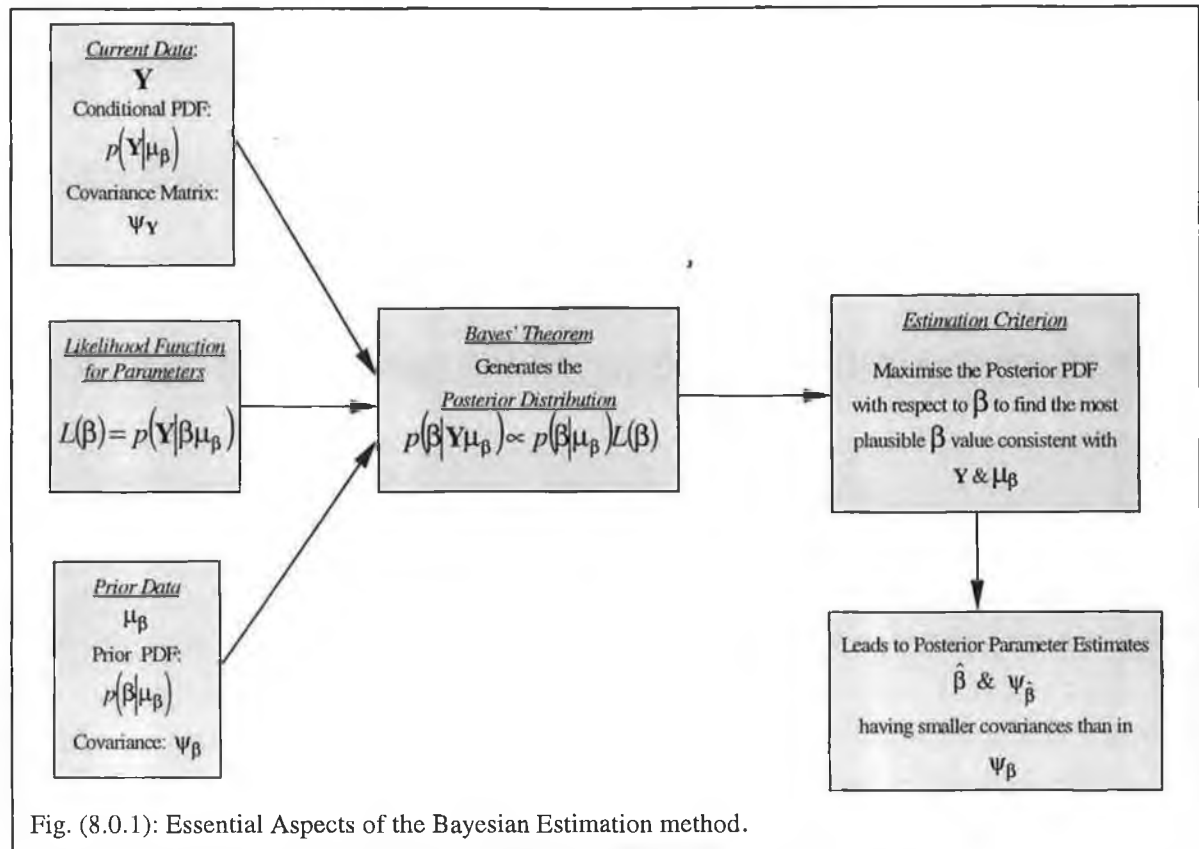 Current Data:
Y
Conditional PDF:
p(Y|μβ)
Covariance Matrix:
ψY
Likelihood Function
for Parameters
L(β) = p(Y|βμβ)
Prior Data
μβ
Prior PDF:
p(β|μβ)
Covariance: ψβ
Bayes' Theorem
Generates the
Posterior Distribution
p(β|Yμβ) ∝ p(β|μβ)L(β)
Estimation Criterion
Maximise the Posterior PDF
with respect to β to find the most
plausible β value consistent with
Y & μβ
Leads to Posterior Parameter Estimates
β̂ & ψβ̂
having smaller covariances than in
ψβ
Fig. (8.0.1): Essential Aspects of the Bayesian Estimation method.